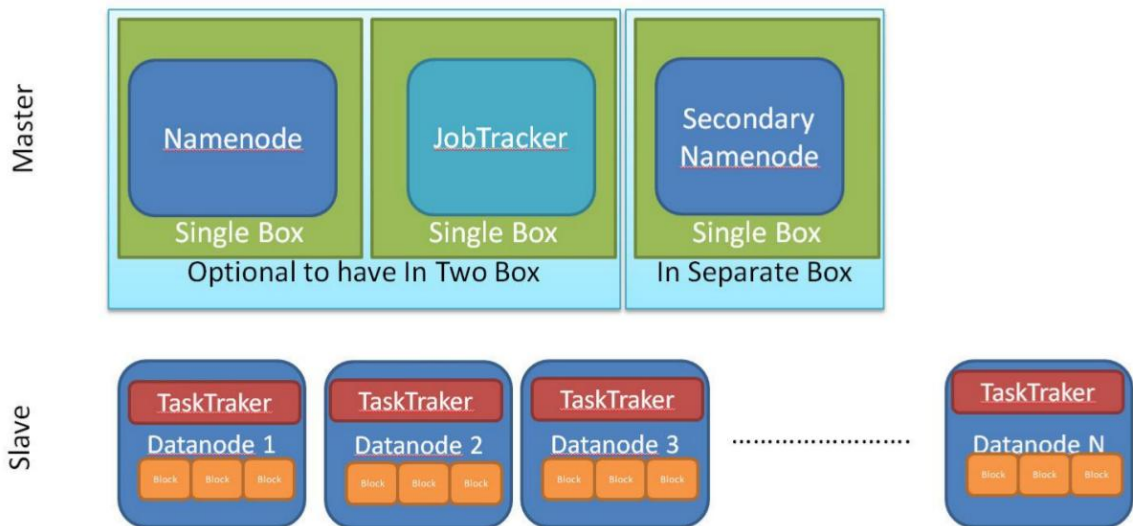 Master
Namenode
Single Box
JobTracker
Single Box
Optional to have In Two Box
Secondary
Namenode
Single Box
In Separate Box
Slave
TaskTraker
Datanode 1
Block Block Block
TaskTraker
Datanode 2
Block Block Block
TaskTraker
Datanode 3
Block Block Block
.........................
TaskTraker
Datanode N
Block Block Block